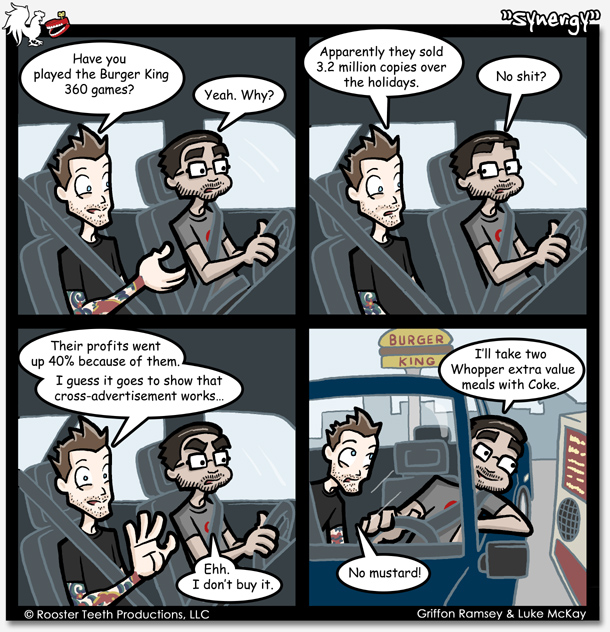 "synergy"
Have you
played the Burger King
360 games?
Yeah. Why?
Apparently they sold
3.2 million copies over
the holidays.
No shit?
Their profits went
up 40% because of them.
I guess it goes to show that
cross-advertisement works...
Ehh.
I don't buy it.
BURGER
KING
I'll take two
Whopper extra value
meals with Coke.
No mustard!
© Rooster Teeth Productions, LLC
Griffon Ramsey & Luke McKay